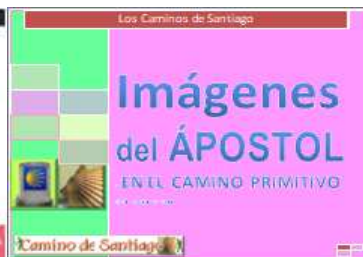 Los Caminos de Santiago
Imágenes
del ÁPOSTOL
EN EL CAMINO PRIMITIVO
Camino de Santiago